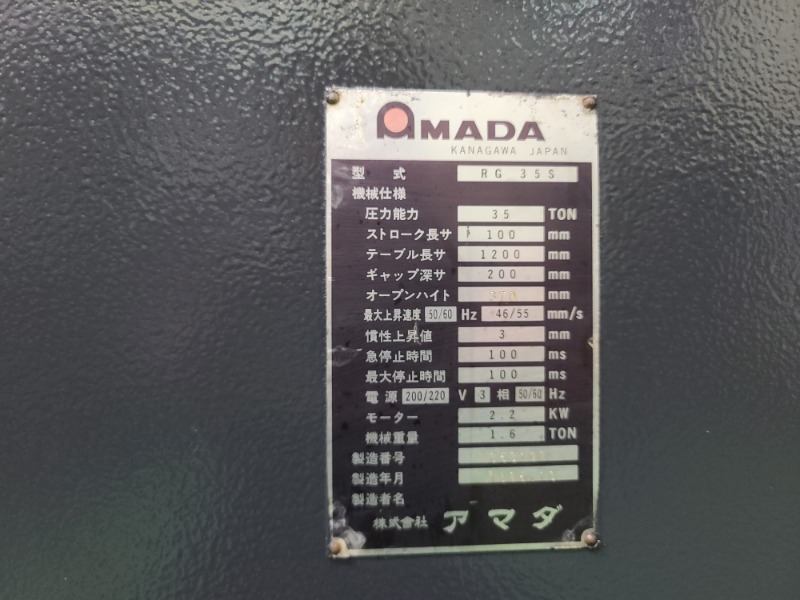 AMADA
KANAGAWA JAPAN
型式 RG 35S
機械仕様
圧力能力 35 TON
ストローク長サ 100 mm
テーブル長サ 1200 mm
ギャップ深サ 200 mm
オープンハイト mm
最大上昇速度 50/60 Hz 46/55 mm/s
慣性上昇値 3 mm
急停止時間 100 ms
最大停止時間 100 ms
電源 200/220 V 3 相 50/60 Hz
モーター 2.2 KW
機械重量 1.6 TON
製造番号
製造年月
製造者名
株式會社 アマダ